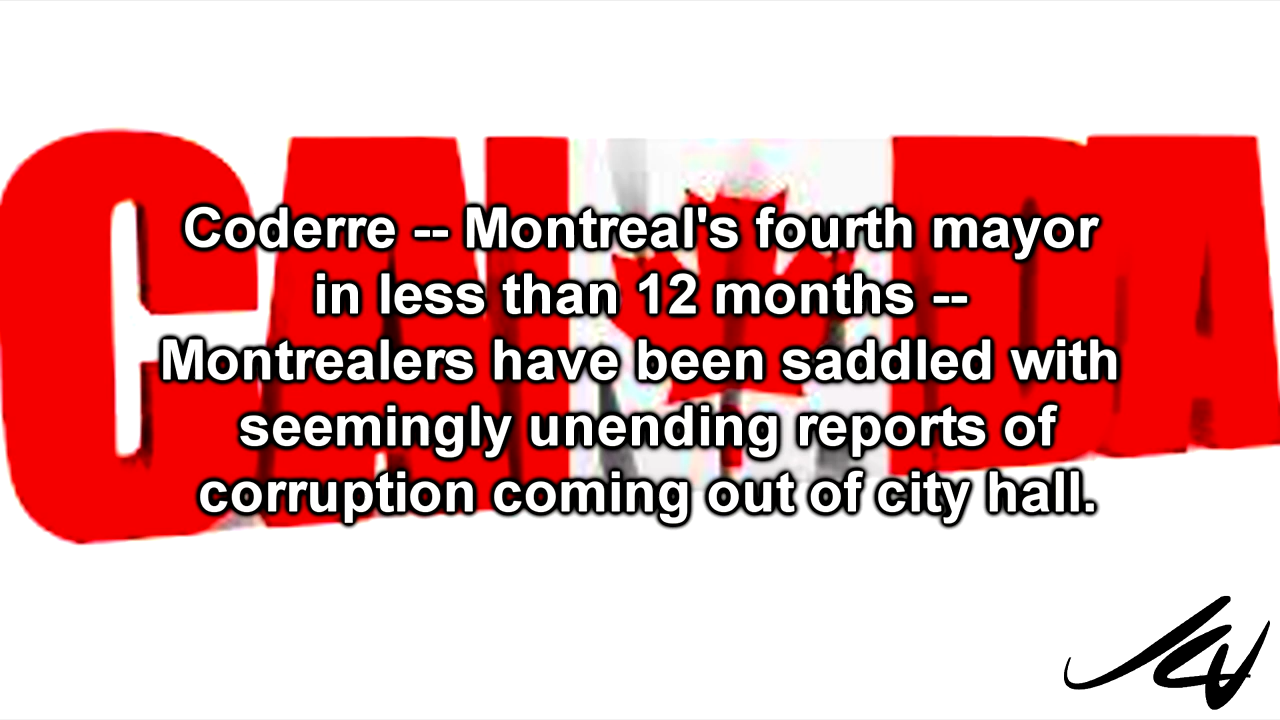 CANADA
Coderre -- Montreal's fourth mayor
in less than 12 months --
Montrealers have been saddled with
seemingly unending reports of
corruption coming out of city hall.